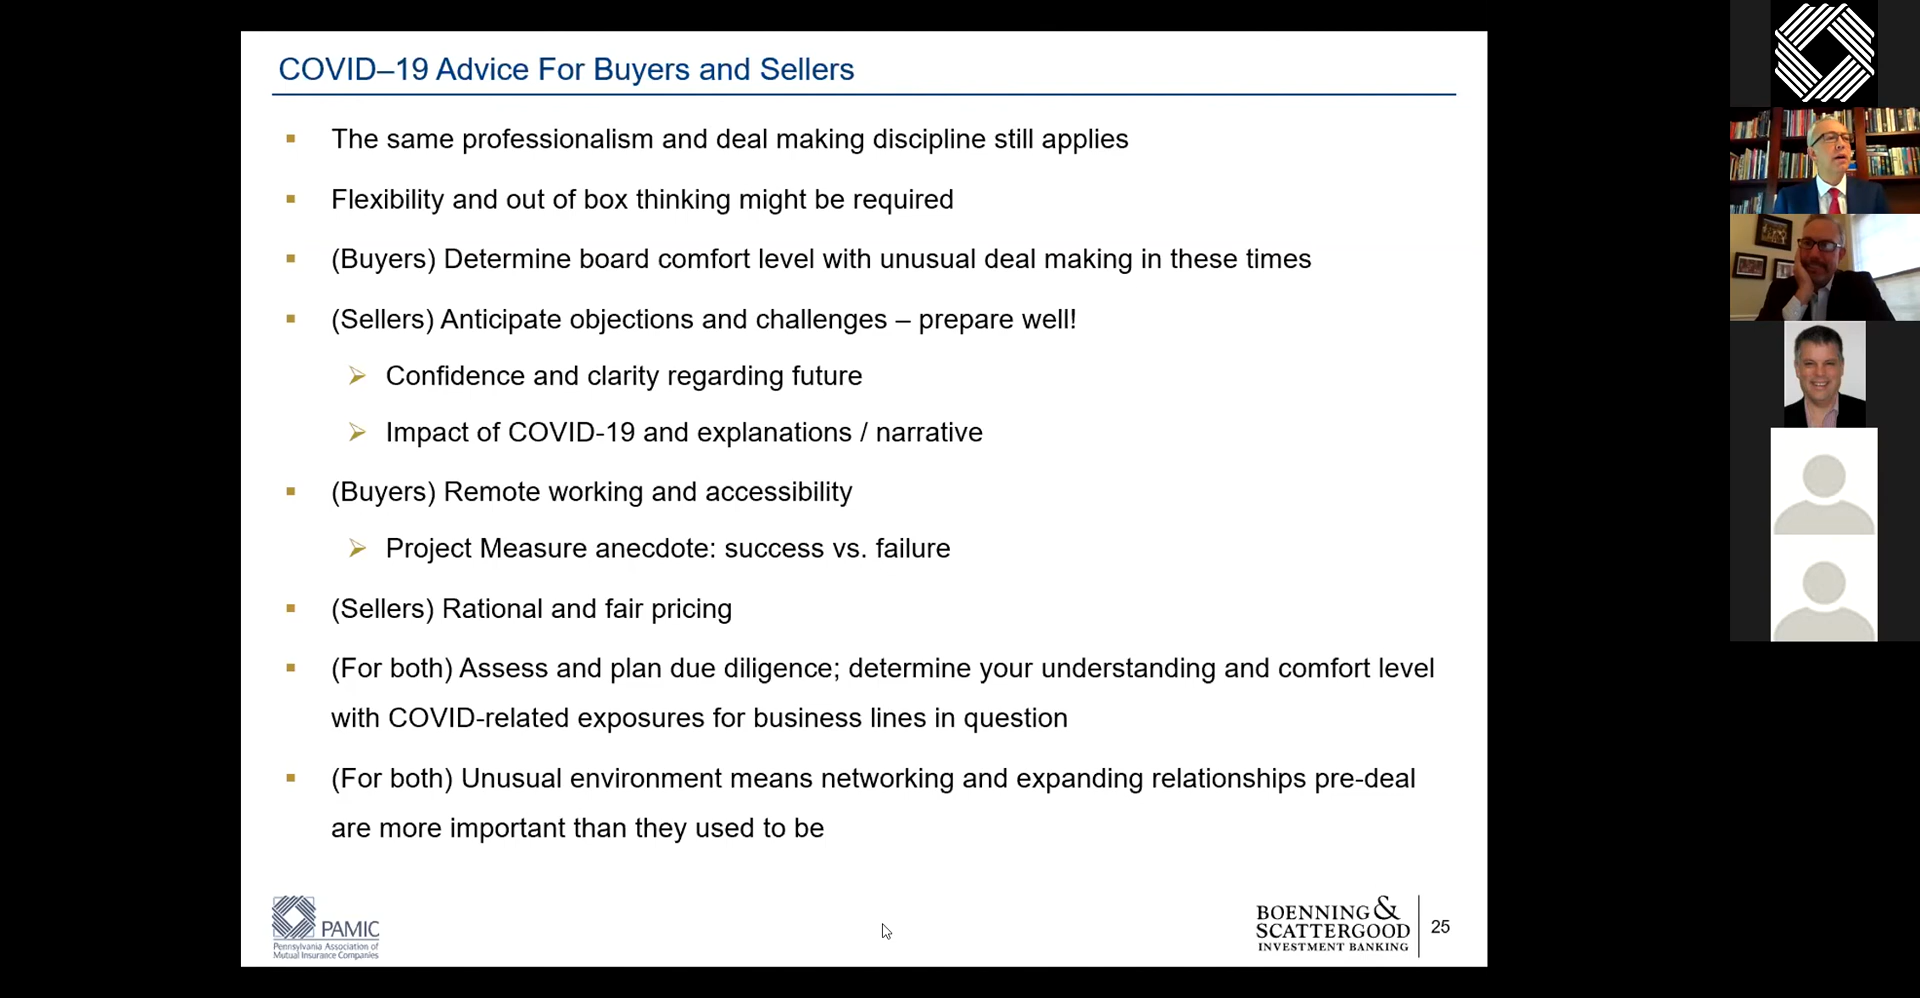 COVID–19 Advice For Buyers and Sellers
The same professionalism and deal making discipline still applies
Flexibility and out of box thinking might be required
(Buyers) Determine board comfort level with unusual deal making in these times
(Sellers) Anticipate objections and challenges – prepare well!
Confidence and clarity regarding future
Impact of COVID-19 and explanations / narrative
(Buyers) Remote working and accessibility
Project Measure anecdote: success vs. failure
(Sellers) Rational and fair pricing
(For both) Assess and plan due diligence; determine your understanding and comfort level
with COVID-related exposures for business lines in question
(For both) Unusual environment means networking and expanding relationships pre-deal
are more important than they used to be
PAMIC
Pennsylvania Association of
Mutual Insurance Companies
BOENNING &
SCATTERGOOD
INVESTMENT BANKING
25